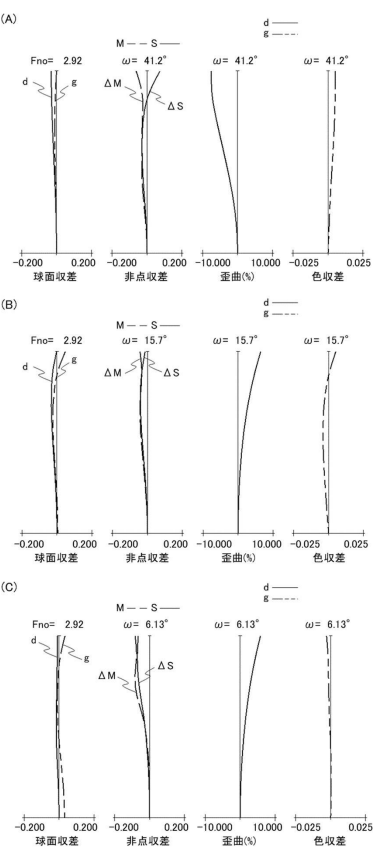 (A)
d
g
M S
Fno= 2.92
ω= 41.2°
ω= 41.2°
ω= 41.2°
d g
ΔM ΔS
-0.200 0.200
-0.200 0.200
-10.000 10.000
-0.025 0.025
球面収差
非点収差
歪曲(%)
色収差
(B)
d
g
M S
Fno= 2.92
ω= 15.7°
ω= 15.7°
ω= 15.7°
d g
ΔM ΔS
-0.200 0.200
-0.200 0.200
-10.000 10.000
-0.025 0.025
球面収差
非点収差
歪曲(%)
色収差
(C)
d
g
M S
Fno= 2.92
ω= 6.13°
ω= 6.13°
ω= 6.13°
d g
ΔM ΔS
-0.200 0.200
-0.200 0.200
-10.000 10.000
-0.025 0.025
球面収差
非点収差
歪曲(%)
色収差